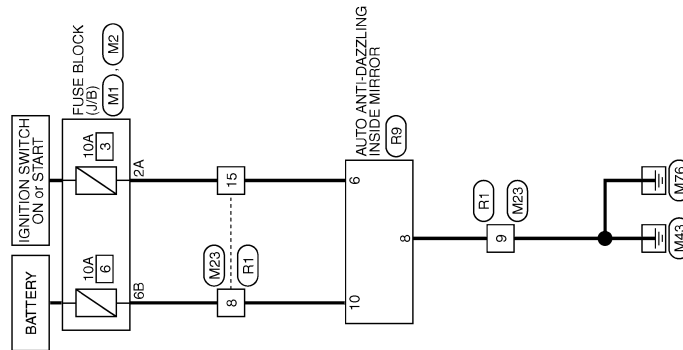 IGNITION SWITCH
ON or START
BATTERY
FUSE BLOCK
(J/B)
M1 , M2
10A
3
10A
6
2A
6B
15
M23
8
R1
AUTO ANTI-DAZZLING
INSIDE MIRROR
R9
6
10
8
R1
9
M23
M76
M43